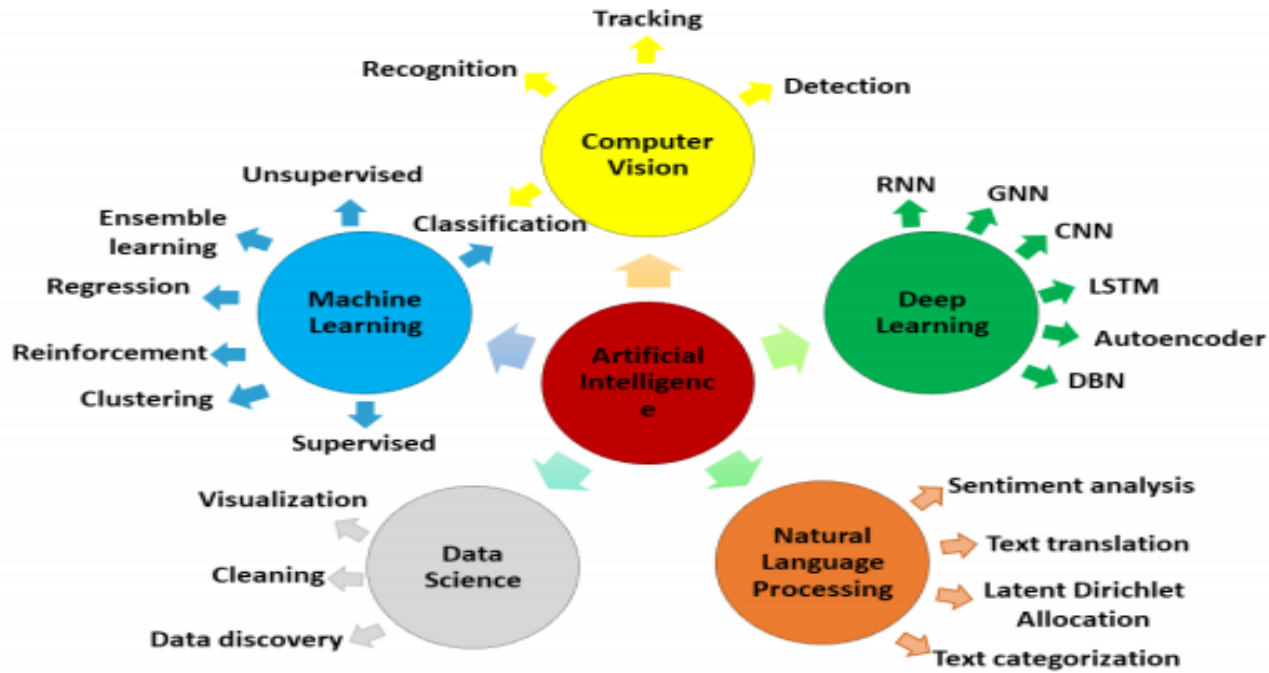 Tracking
Recognition
Detection
Computer
Vision
Unsupervised
Ensemble
learning
Classification
Regression
Machine
Learning
Reinforcement
Clustering
Supervised
RNN
GNN
CNN
LSTM
Deep
Learning
Autoencoder
DBN
Artificial
Intelligenc
e
Visualization
Cleaning
Data
Science
Data discovery
Natural
Language
Processing
Sentiment analysis
Text translation
Latent Dirichlet
Allocation
Text categorization